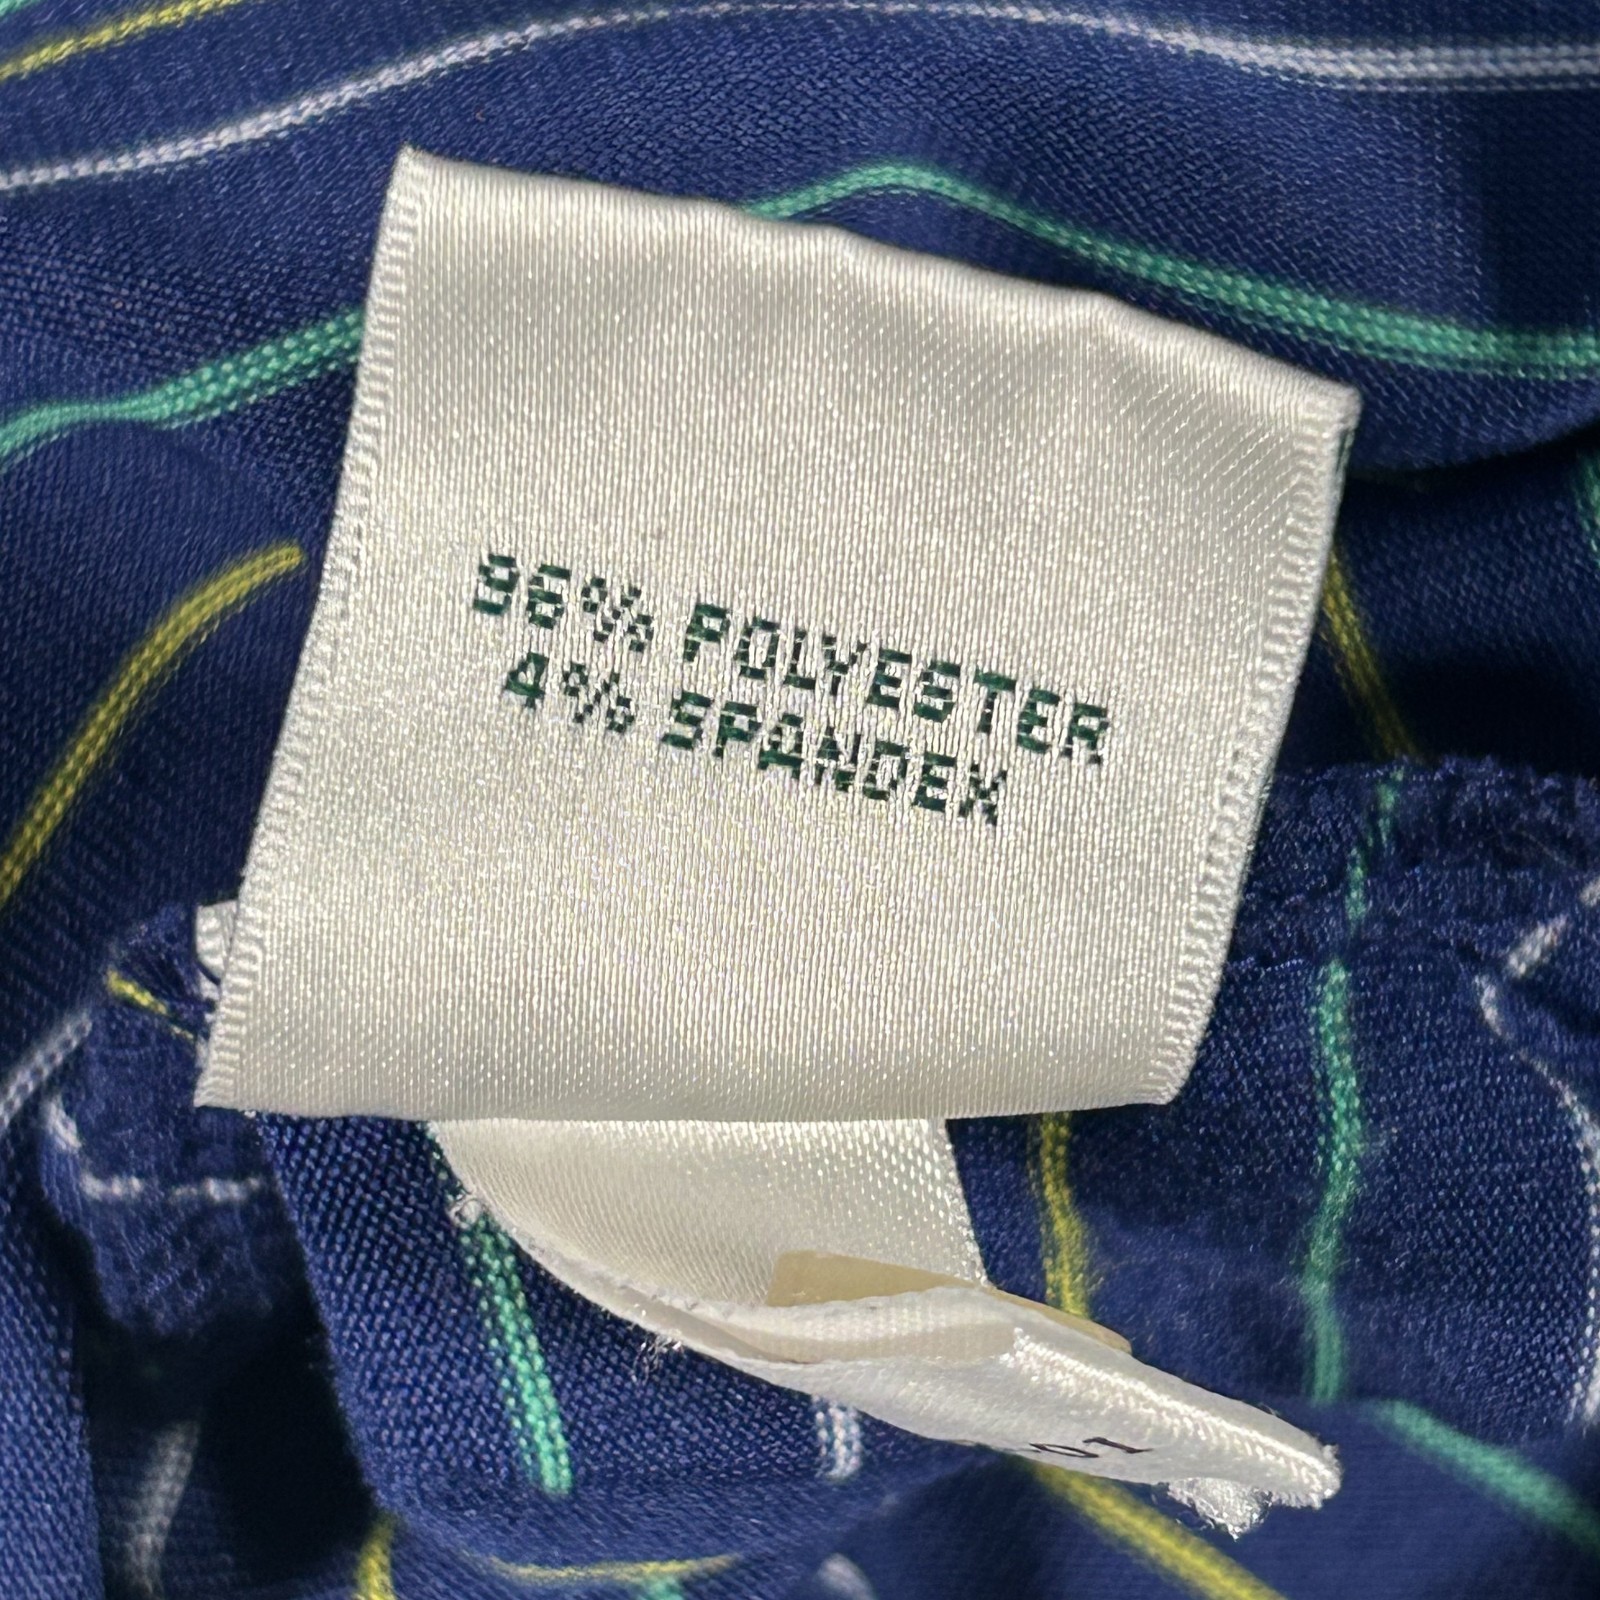 96% POLYESTER
4% SPANDEX